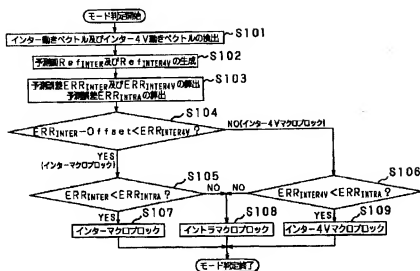 モード判定開始
S101
インター動きベクトル及びインター4V動きベクトルの検出
S102
予測画RefINTER及びRefINTER4Vの生成
S103
予測誤差ERRINTER及びERRINTER4Vの算出
予測誤差ERRINTRAの算出
S104
ERRINTER-Offset<ERRINTER4V?
NO(インター4Vマクロブロック)
YES
(インターマクロブロック)
S105
ERRINTER<ERRINTRA?
NO
NO
S106
ERRINTER4V<ERRINTRA?
YES
S107
インターマクロブロック
S108
イントラマクロブロック
YES
S109
インター4Vマクロブロック
モード判定終了